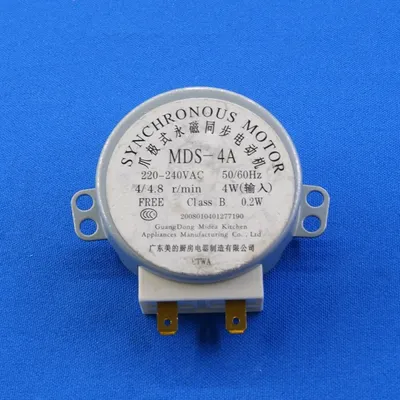 SYNCHRONOUS MOTOR
爪极式永磁同步电动机
MDS-4A
220-240VAC 50/60Hz
4/4.8 r/min 4W(输入)
FREE Class B 0.2W
2008010401277190
GuangDong Midea Kitchen
Appliances Manufacturing Co., Ltd
广东美的厨房电器制造有限公司